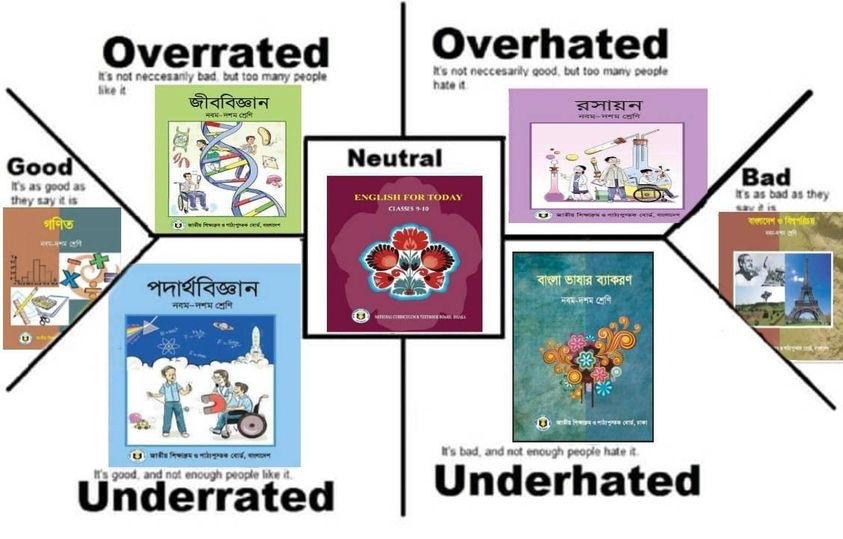 Overrated
It's not neccesarily bad, but too many people
like it
Overhated
It's not neccesarily good, but too many people
hate it.
জীববিজ্ঞান
নবম-দশম শ্রেণি
জাতীয় শিক্ষাক্রম ও পাঠ্যপুস্তক বোর্ড, বাংলাদেশ
রসায়ন
নবম-দশম শ্রেণি
জাতীয় শিক্ষাক্রম ও পাঠ্যপুস্তক বোর্ড, বাংলাদেশ
Good
It's as good as
they say it is
গণিত
নবম-দশম শ্রেণি
Neutral
ENGLISH FOR TODAY
CLASSES 9-10
NATIONAL CURRICULUM & TEXTBOOK BOARD, DHAKA
Bad
It's as bad as they
say it is
বাংলাদেশ ও বিশ্বপরিচয়
নবম-দশম শ্রেণি
পদার্থবিজ্ঞান
নবম-দশম শ্রেণি
জাতীয় শিক্ষাক্রম ও পাঠ্যপুস্তক বোর্ড, বাংলাদেশ
বাংলা ভাষার ব্যাকরণ
নবম-দশম শ্রেণি
জাতীয় শিক্ষাক্রম ও পাঠ্যপুস্তক বোর্ড, ঢাকা
It's good, and not enough people like it.
Underrated
It's bad, and not enough people hate it.
Underhated